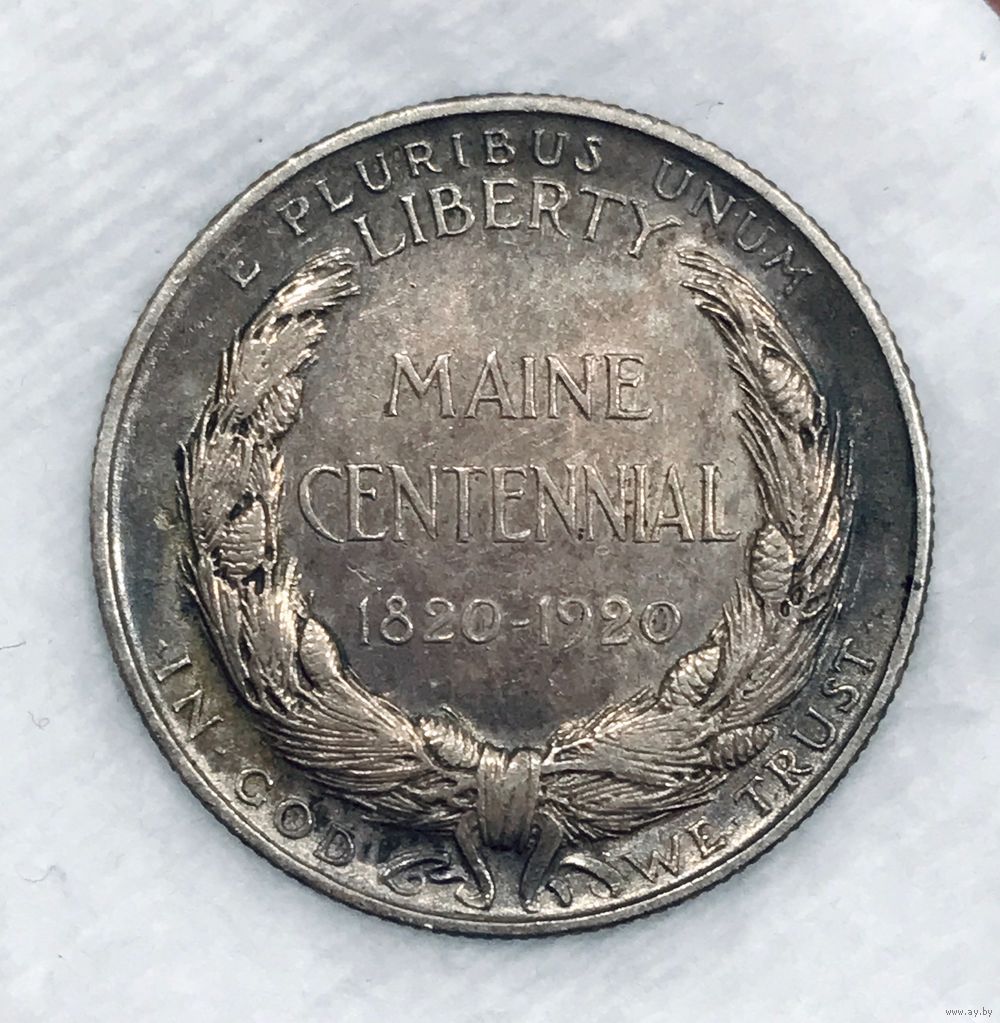 E PLURIBUS UNUM
LIBERTY
MAINE
CENTENNIAL
1820-1920
·IN·GOD· WE·TRUST·
www.ay.by